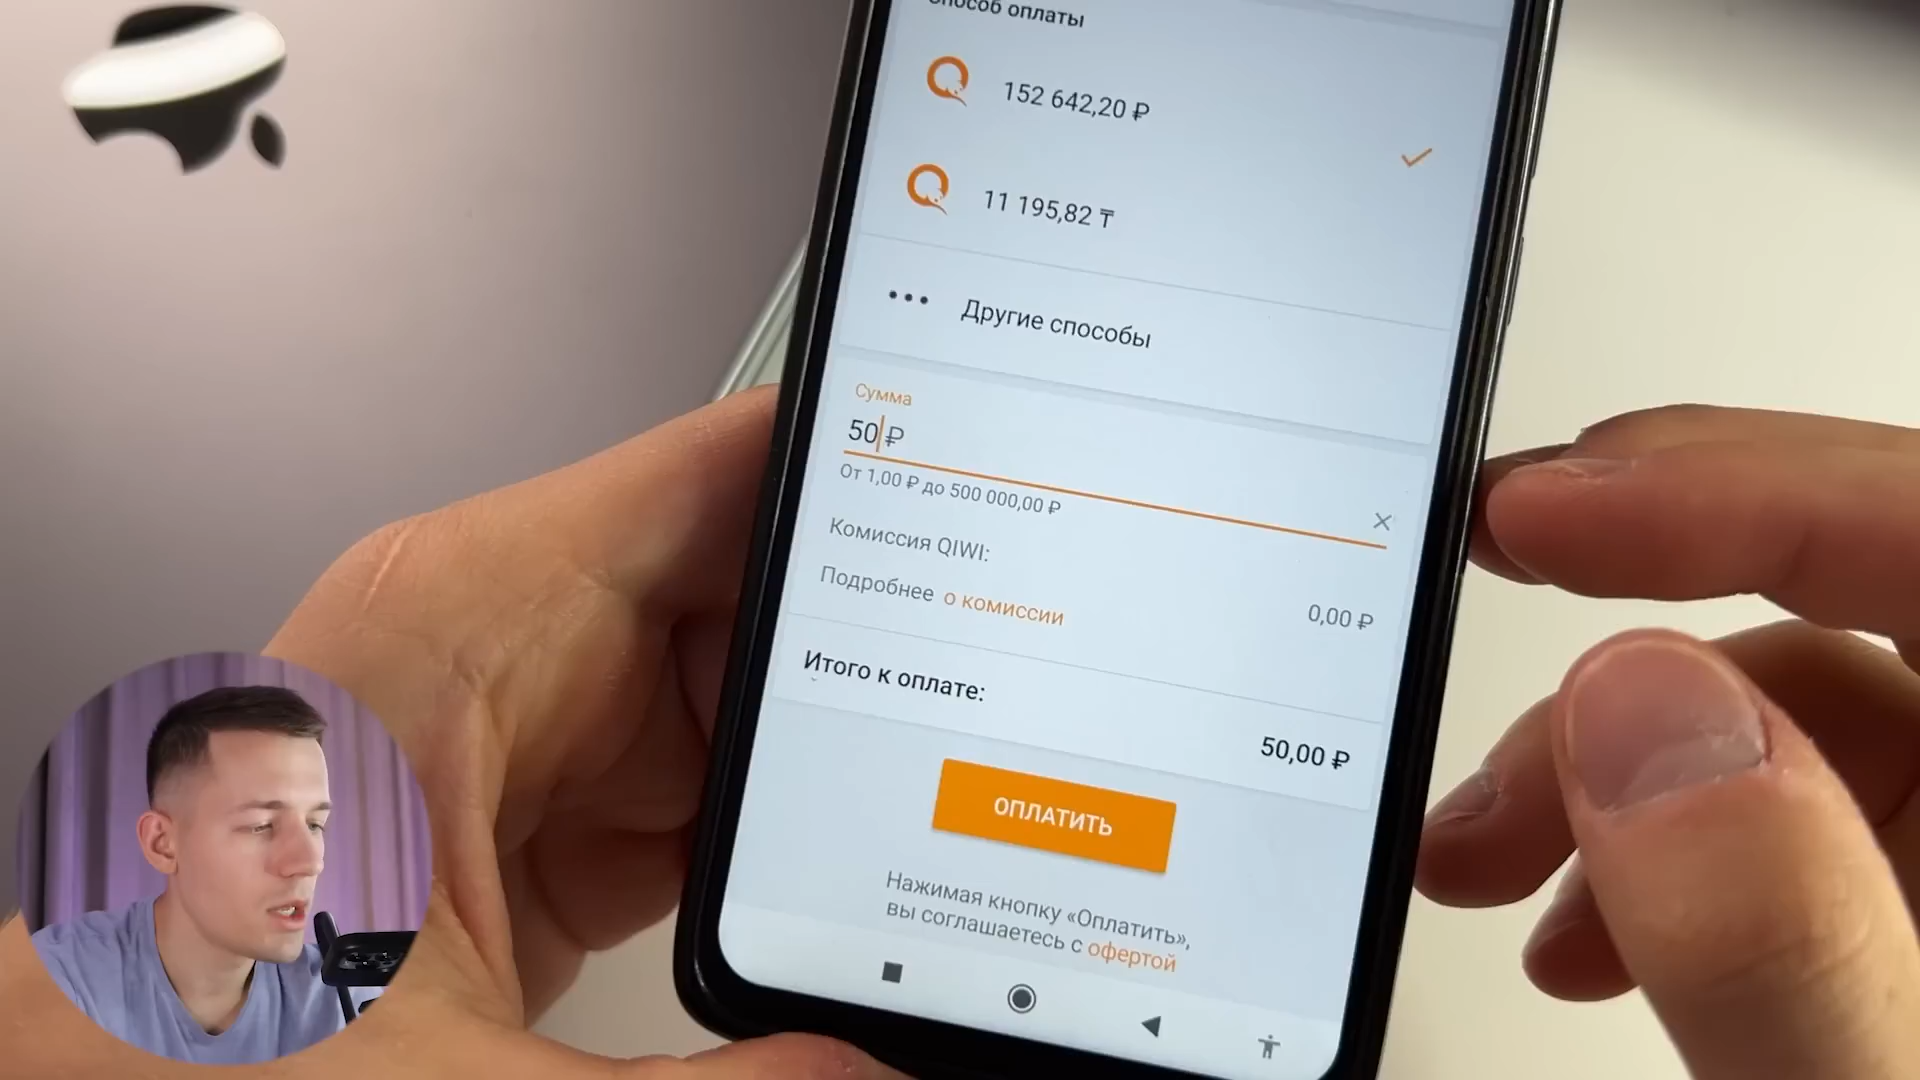 Способ оплаты
152 642,20 ₽
11 195,82 ₸
Другие способы
Сумма
50 ₽
От 1,00 ₽ до 500 000,00 ₽
Комиссия QIWI:
0,00 ₽
Подробнее о комиссии
Итого к оплате:
50,00 ₽
ОПЛАТИТЬ
Нажимая кнопку «Оплатить»,
вы соглашаетесь с офертой